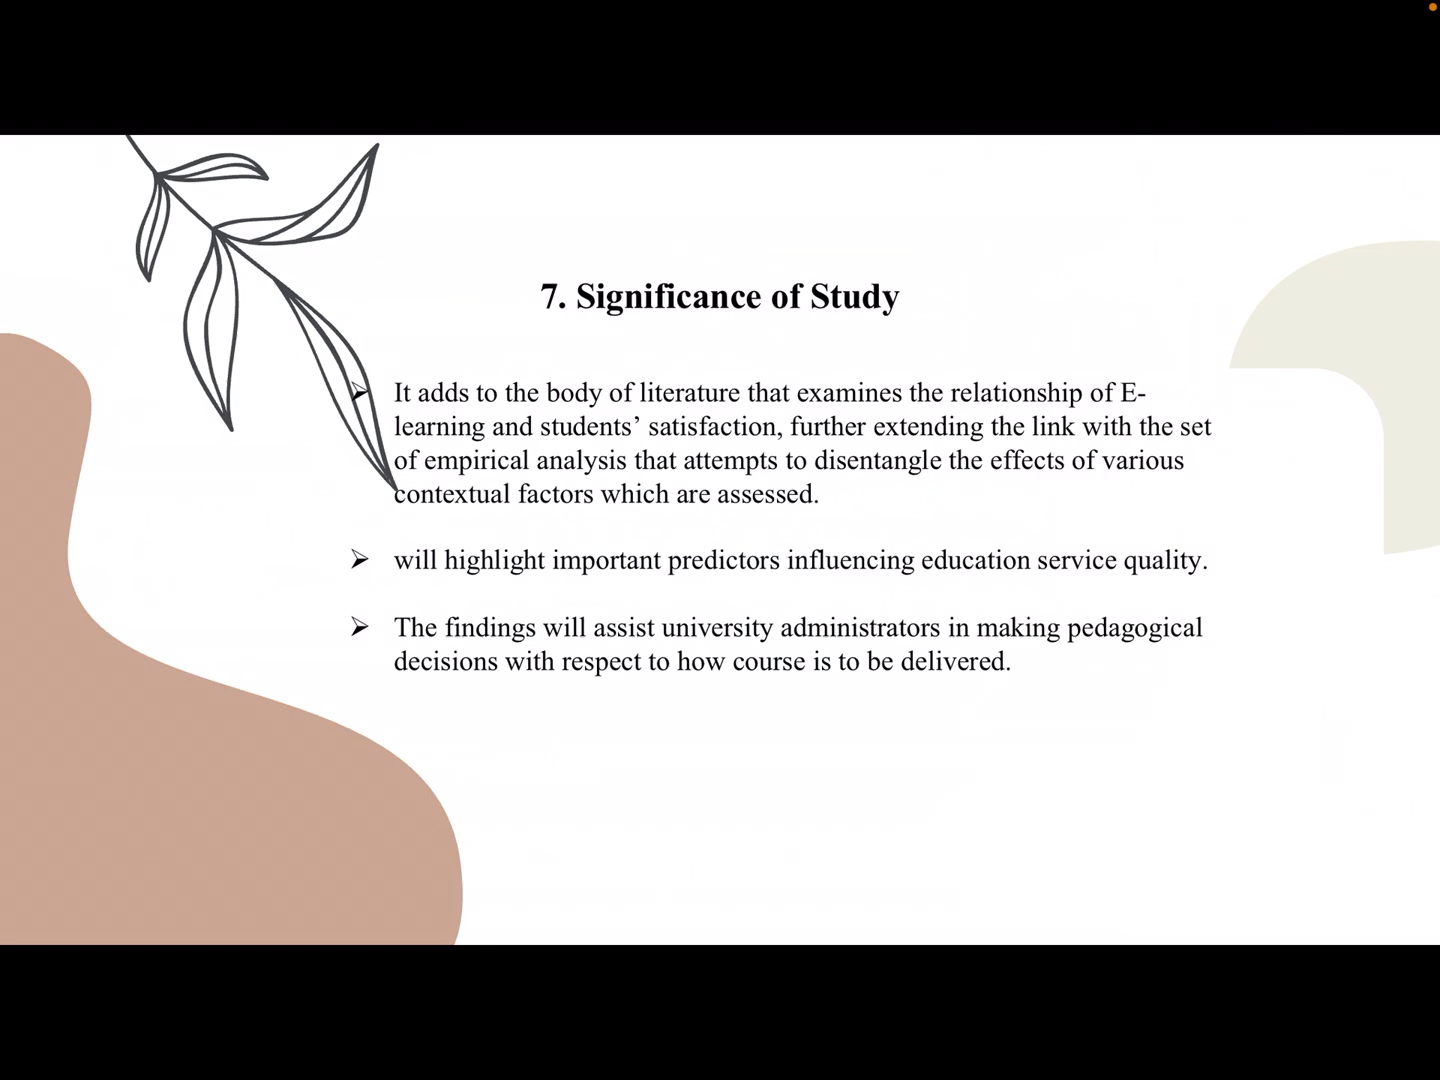 7. Significance of Study
➢ It adds to the body of literature that examines the relationship of E-
learning and students’ satisfaction, further extending the link with the set
of empirical analysis that attempts to disentangle the effects of various
contextual factors which are assessed.
➢ will highlight important predictors influencing education service quality.
➢ The findings will assist university administrators in making pedagogical
decisions with respect to how course is to be delivered.